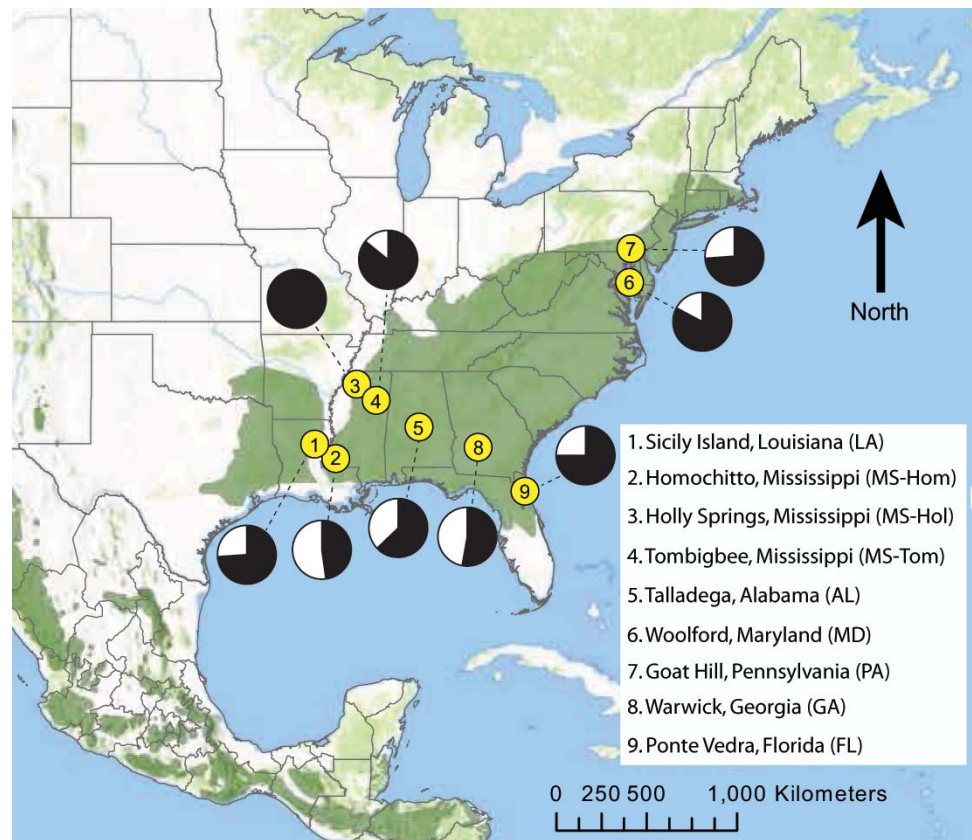 7
6
3
4
5
1
2
8
9
North
1. Sicily Island, Louisiana (LA)
2. Homochitto, Mississippi (MS-Hom)
3. Holly Springs, Mississippi (MS-Hol)
4. Tombigbee, Mississippi (MS-Tom)
5. Talladega, Alabama (AL)
6. Woolford, Maryland (MD)
7. Goat Hill, Pennsylvania (PA)
8. Warwick, Georgia (GA)
9. Ponte Vedra, Florida (FL)
0 250 500 1,000 Kilometers